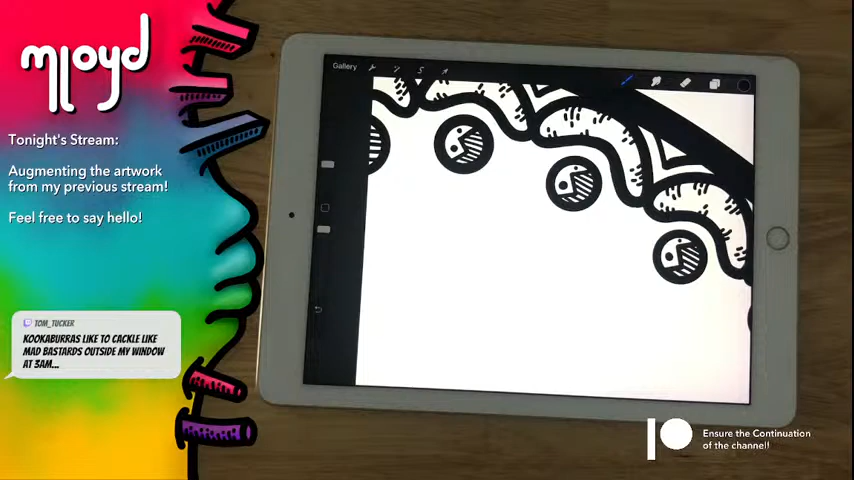 mloyd
Tonight's Stream:
Augmenting the artwork
from my previous stream!
Feel free to say hello!
TOM_TUCKER
KOOKABURRAS LIKE TO CACKLE LIKE
MAD BASTARDS OUTSIDE MY WINDOW
AT 3AM...
Gallery
Ensure the Continuation
of the channel!